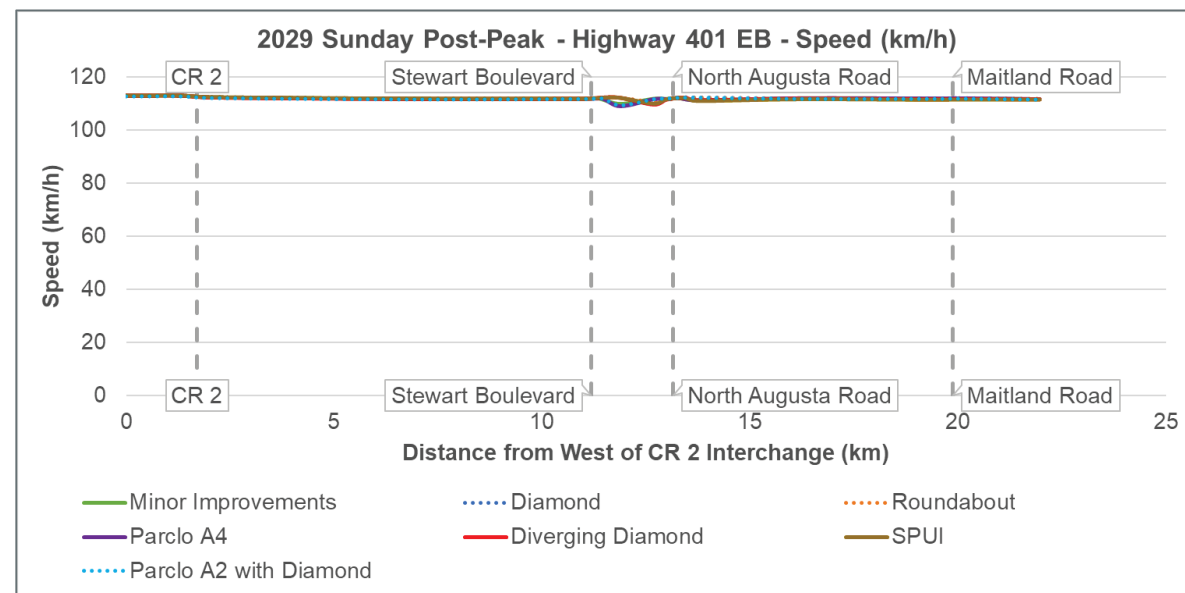 2029 Sunday Post-Peak - Highway 401 EB - Speed (km/h)
CR 2
Stewart Boulevard
North Augusta Road
Maitland Road
120
100
80
60
40
20
0
Speed (km/h)
CR 2
Stewart Boulevard
North Augusta Road
Maitland Road
0 5 10 15 20 25
Distance from West of CR 2 Interchange (km)
Minor Improvements Diamond Roundabout
Parclo A4 Diverging Diamond SPUI
Parclo A2 with Diamond